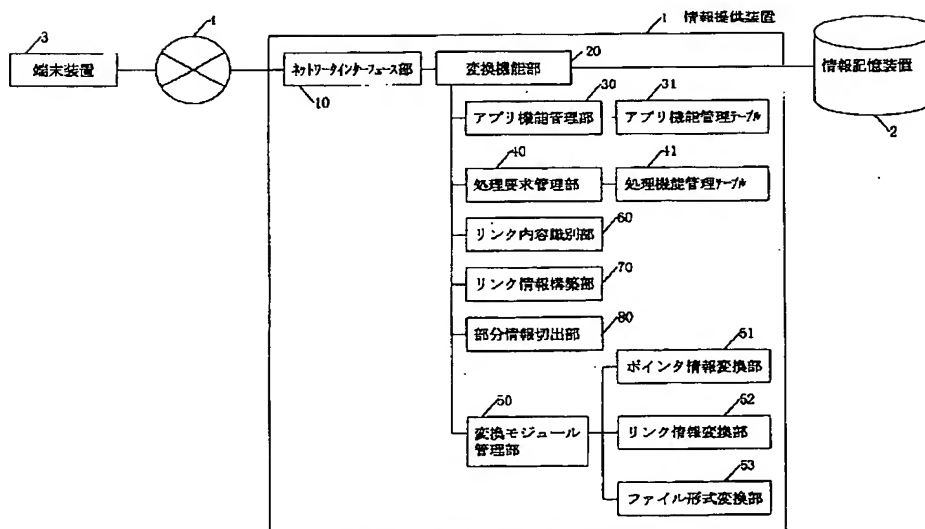 1 情報提供装置
3
4
20
端末装置
ネットワークインターフェース部
変換機能部
情報記憶装置
10
30
31
アプリ機能管理部
アプリ機能管理テーブル
2
40
41
処理要求管理部
処理機能管理テーブル
60
リンク内容識別部
70
リンク情報構築部
80
部分情報切出部
51
ポインタ情報変換部
50
52
変換モジュール
管理部
リンク情報変換部
53
ファイル形式変換部